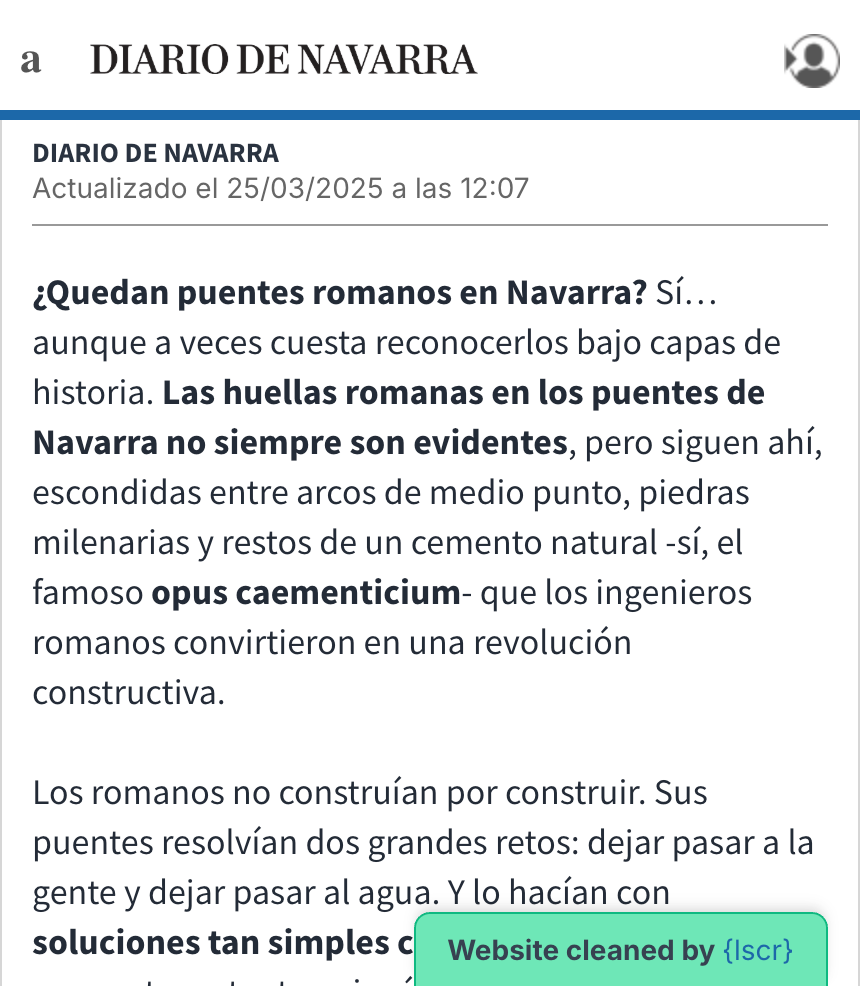 a DIARIO DE NAVARRA
DIARIO DE NAVARRA
Actualizado el 25/03/2025 a las 12:07
¿Quedan puentes romanos en Navarra? Sí…
aunque a veces cuesta reconocerlos bajo capas de
historia. Las huellas romanas en los puentes de
Navarra no siempre son evidentes, pero siguen ahí,
escondidas entre arcos de medio punto, piedras
milenarias y restos de un cemento natural -sí, el
famoso opus caementicium- que los ingenieros
romanos convirtieron en una revolución
constructiva.
Los romanos no construían por construir. Sus
puentes resolvían dos grandes retos: dejar pasar a la
gente y dejar pasar al agua. Y lo hacían con
soluciones tan simples c
Website cleaned by {lscr}